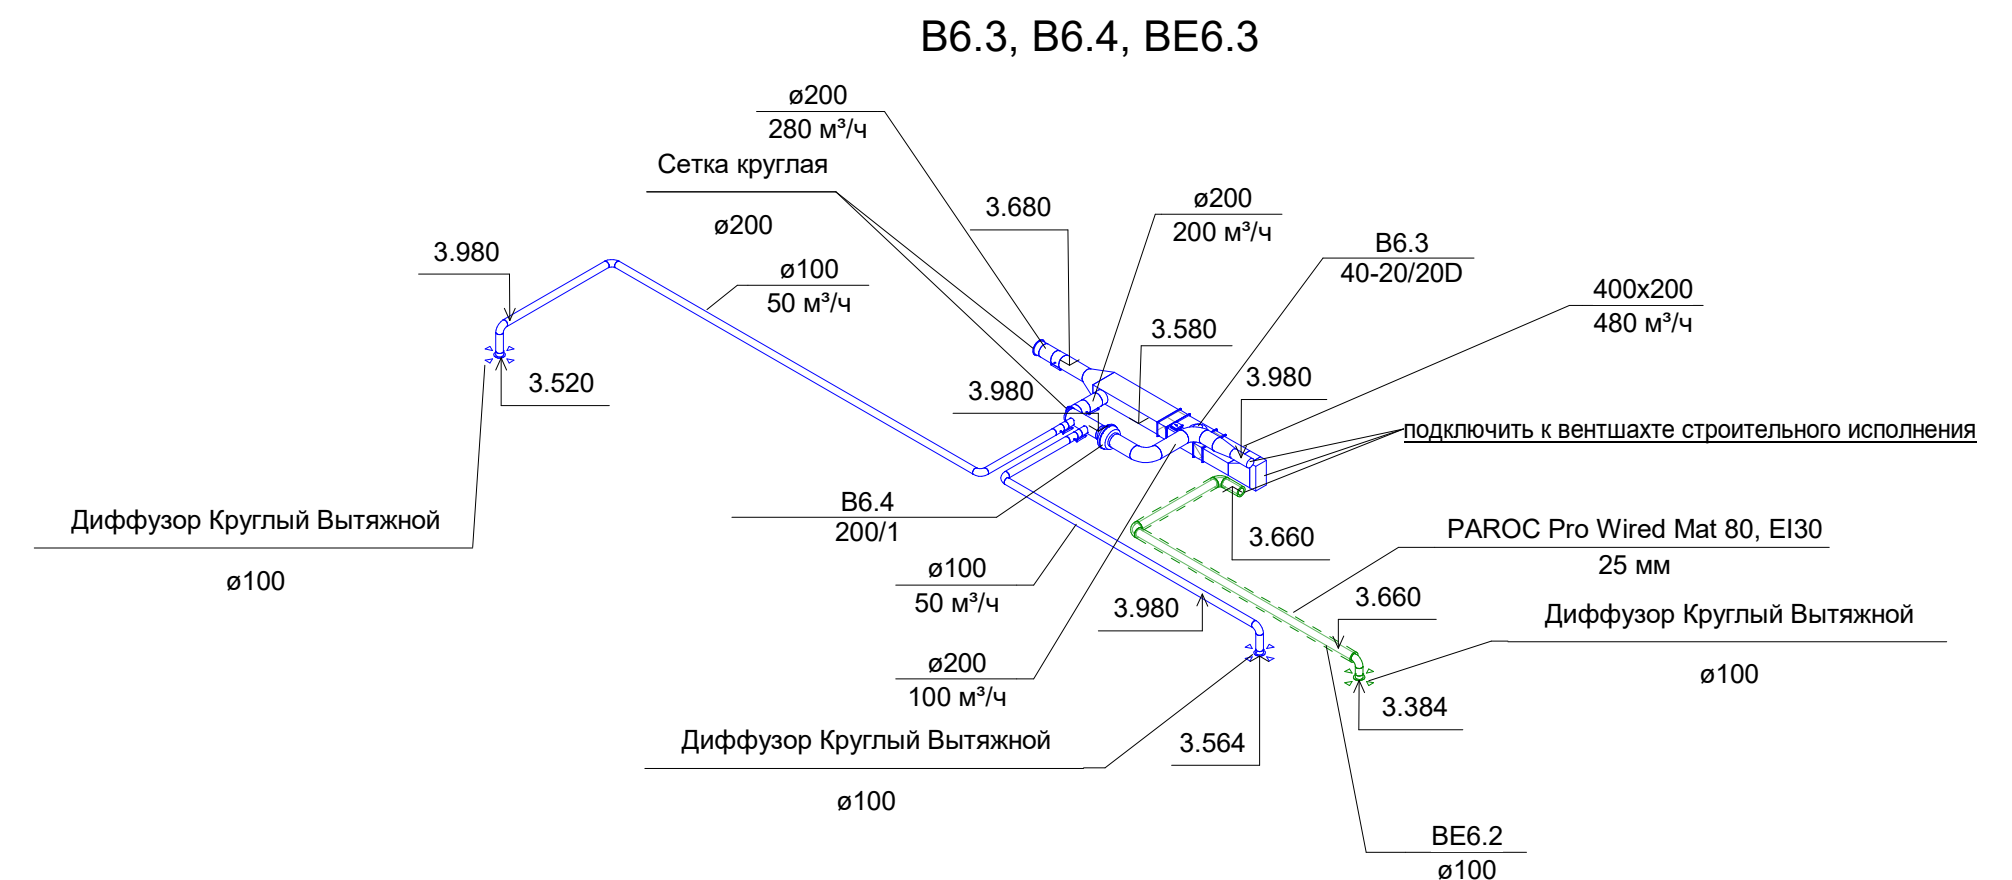 В6.3, В6.4, ВЕ6.3
ø200
280 м³/ч
Сетка круглая
ø200
3.680
ø200
200 м³/ч
3.980
ø100
50 м³/ч
В6.3
40-20/20D
400x200
480 м³/ч
3.580
3.520
3.980
3.980
подключить к вентшахте строительного исполнения
В6.4
200/1
Диффузор Круглый Вытяжной
ø100
3.660
PAROC Pro Wired Mat 80, EI30
25 мм
ø100
50 м³/ч
3.980
3.660
Диффузор Круглый Вытяжной
ø100
ø200
100 м³/ч
3.384
Диффузор Круглый Вытяжной
ø100
3.564
ВЕ6.2
ø100